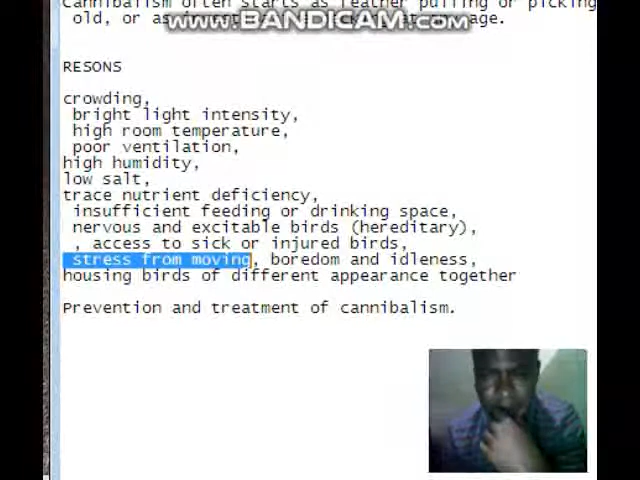 Cannibalism often starts as feather pulling or picking
WWW.BANDICAM.COM
old, or as age.
RESONS
crowding,
bright light intensity,
high room temperature,
poor ventilation,
high humidity,
low salt,
trace nutrient deficiency,
insufficient feeding or drinking space,
nervous and excitable birds (hereditary),
, access to sick or injured birds,
stress from moving, boredom and idleness,
housing birds of different appearance together
Prevention and treatment of cannibalism.